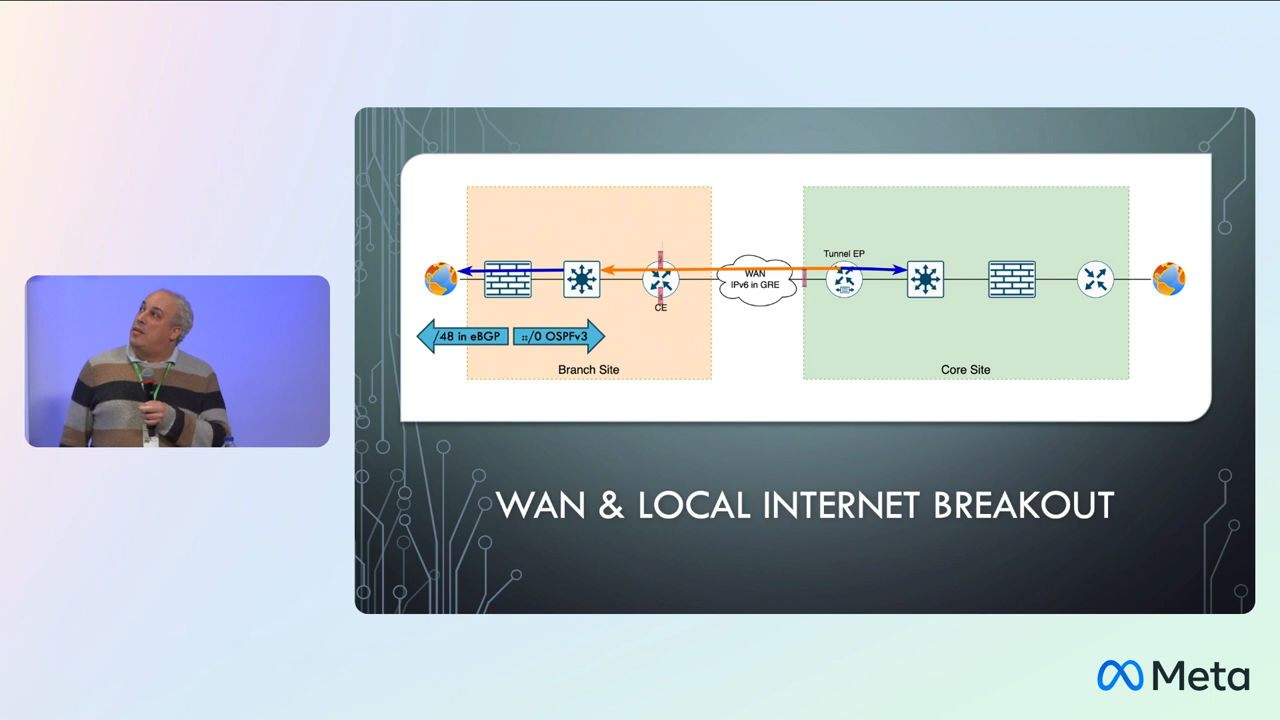 Tunnel EP
WAN
IPv6 in GRE
CE
/48 in eBGP
::/0 OSPFv3
Branch Site
Core Site
WAN & LOCAL INTERNET BREAKOUT
Meta